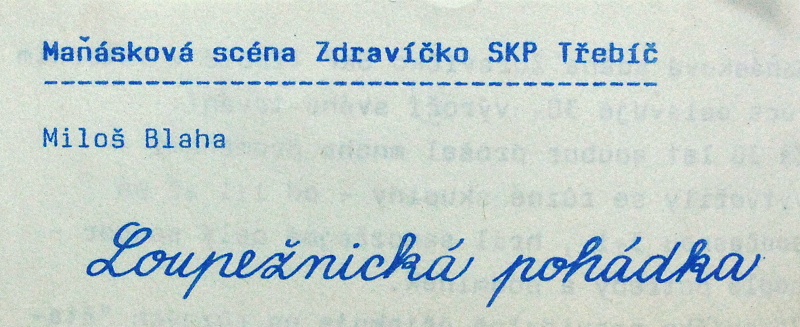 Maňásková scéna Zdravíčko SKP Třebíč
Miloš Blaha
Loupežnická pohádka